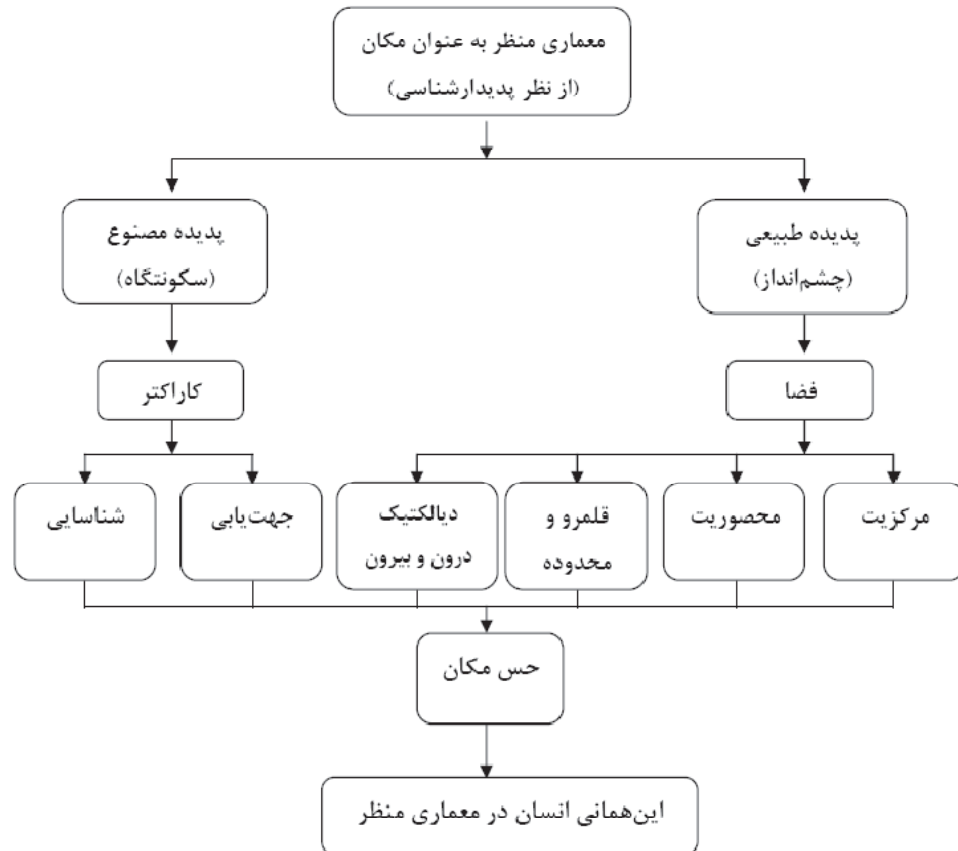 معماری منظر به عنوان مکان
(از نظر پدیدارشناسی)
پدیده طبیعی
(چشم‌انداز)
پدیده مصنوع
(سکونتگاه)
فضا
کاراکتر
مرکزیت
محصوریت
قلمرو و
محدوده
دیالکتیک
درون و بیرون
جهت‌یابی
شناسایی
حس مکان
این‌همانی انسان در معماری منظر